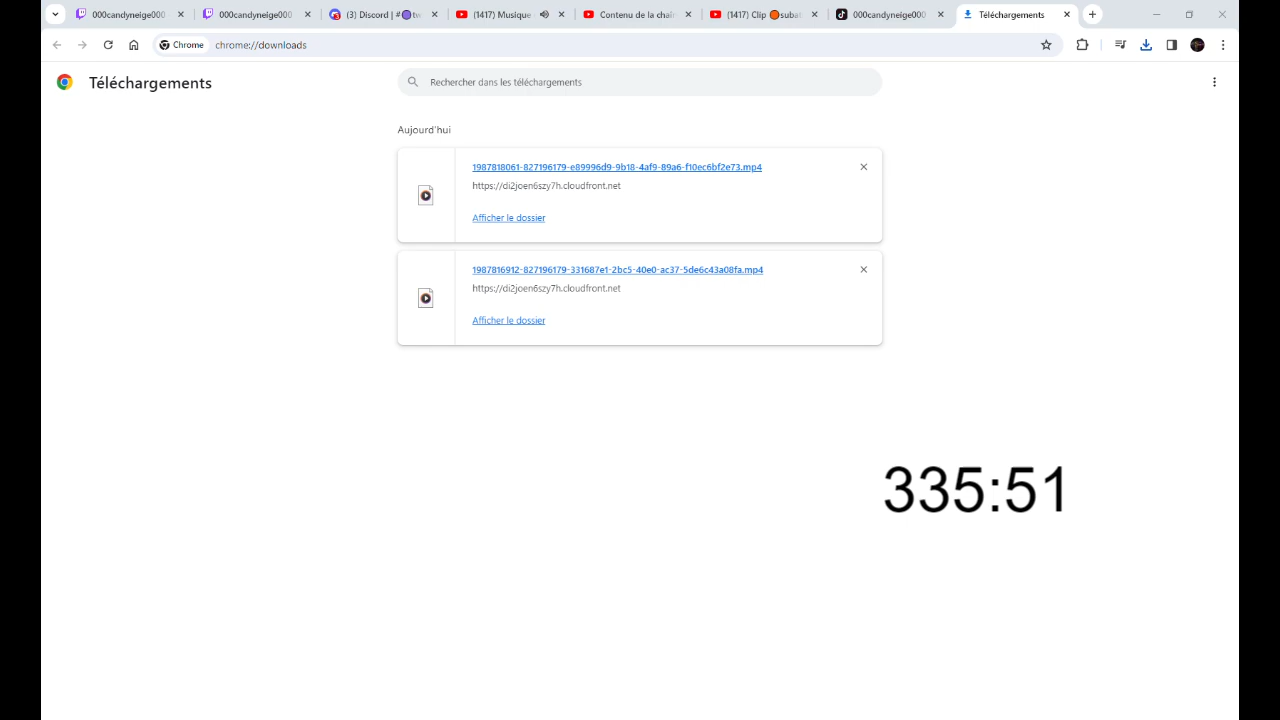 000candyneige000
000candyneige000
(3) Discord | #
(1417) Musique
Contenu de la chaîn
(1417) Clip
000candyneige000
Téléchargements
Chrome
chrome://downloads
Téléchargements
Rechercher dans les téléchargements
Aujourd'hui
1987818061-827196179-e89996d9-9b18-4af9-89a6-f10ec6bf2e73.mp4
https://di2joen6szy7h.cloudfront.net
Afficher le dossier
1987816912-827196179-331687e1-2bc5-40e0-ac37-5de6c43a08fa.mp4
https://di2joen6szy7h.cloudfront.net
Afficher le dossier
335:51